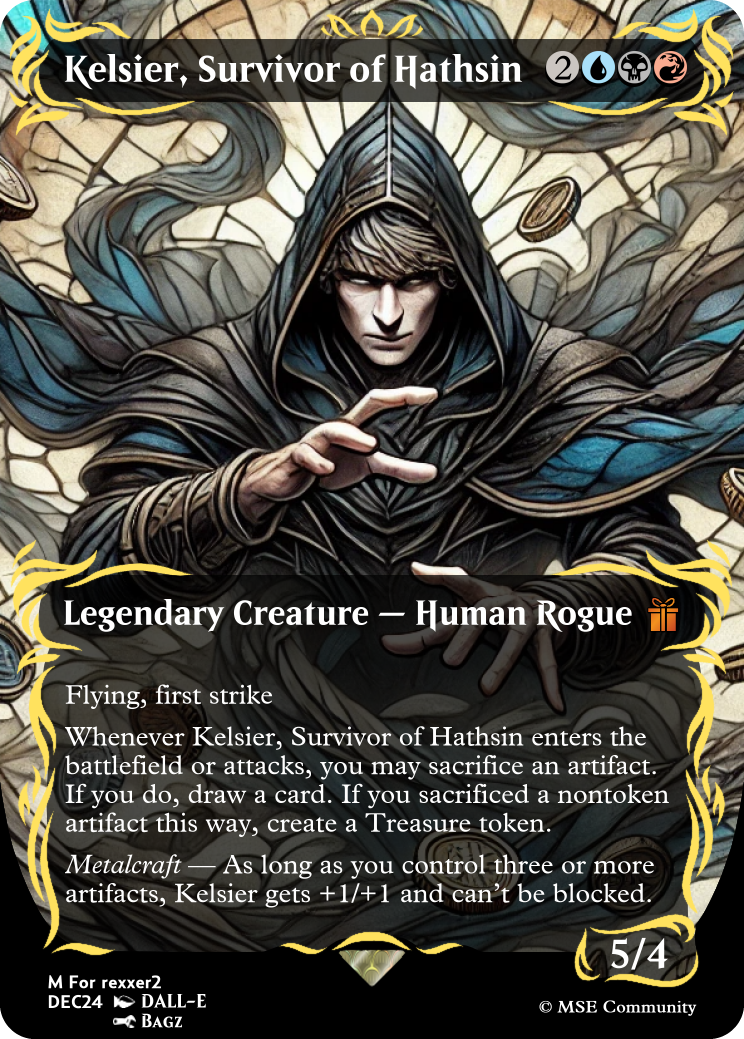 Kelsier, Survivor of Hathsin 2
Legendary Creature — Human Rogue
Flying, first strike
Whenever Kelsier, Survivor of Hathsin enters the
battlefield or attacks, you may sacrifice an artifact.
If you do, draw a card. If you sacrificed a nontoken
artifact this way, create a Treasure token.
Metalcraft — As long as you control three or more
artifacts, Kelsier gets +1/+1 and can't be blocked.
5/4
M For rexxer2
DEC24 DALL-E
Bagz
© MSE Community